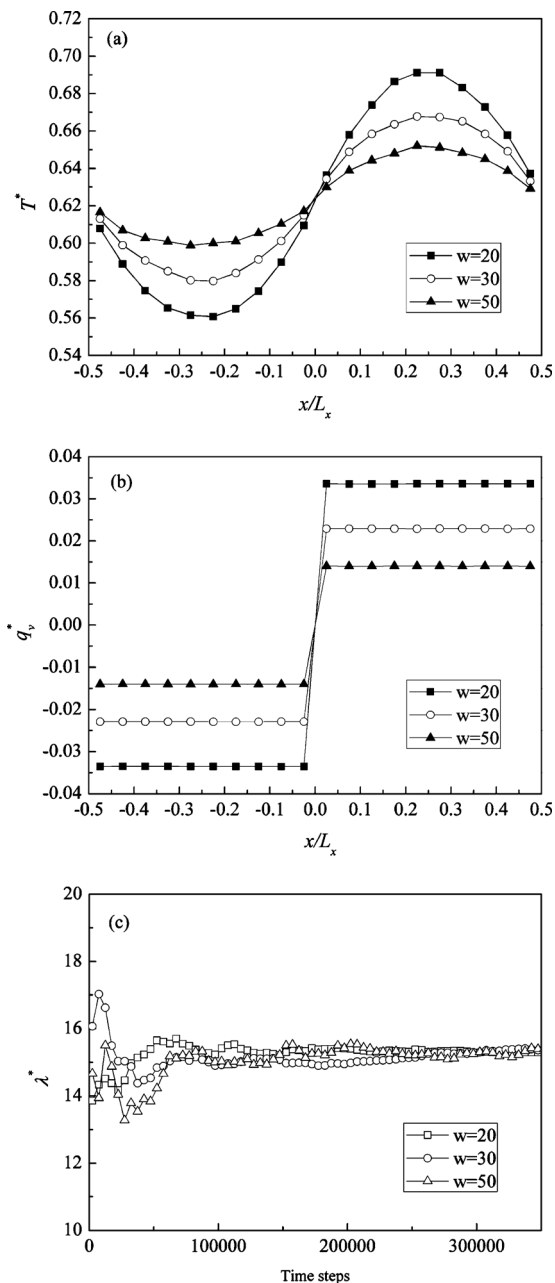 (a)
0.72
0.70
0.68
0.66
0.64
0.62
0.60
0.58
0.56
0.54
T*
w=20
w=30
w=50
-0.5 -0.4 -0.3 -0.2 -0.1 0.0 0.1 0.2 0.3 0.4 0.5
x/Lx
(b)
0.04
0.03
0.02
0.01
0.00
-0.01
-0.02
-0.03
-0.04
qv*
w=20
w=30
w=50
-0.5 -0.4 -0.3 -0.2 -0.1 0.0 0.1 0.2 0.3 0.4 0.5
x/Lx
(c)
20
18
16
14
12
10
λ*
w=20
w=30
w=50
0 100000 200000 300000
Time steps